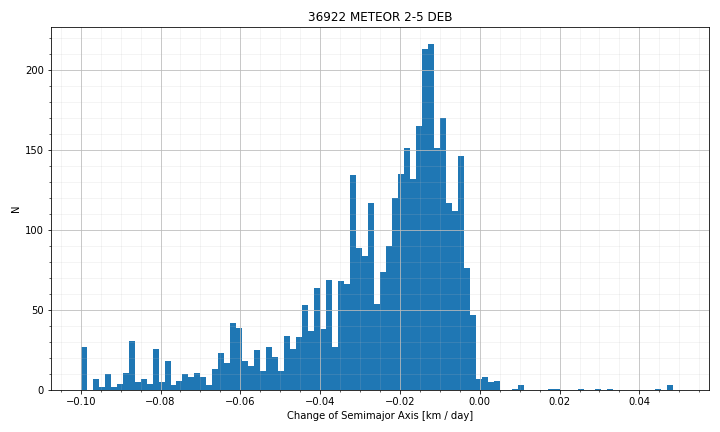 36922 METEOR 2-5 DEB
200
150
100
50
0
N
−0.10 −0.08 −0.06 −0.04 −0.02 0.00 0.02 0.04
Change of Semimajor Axis [km / day]